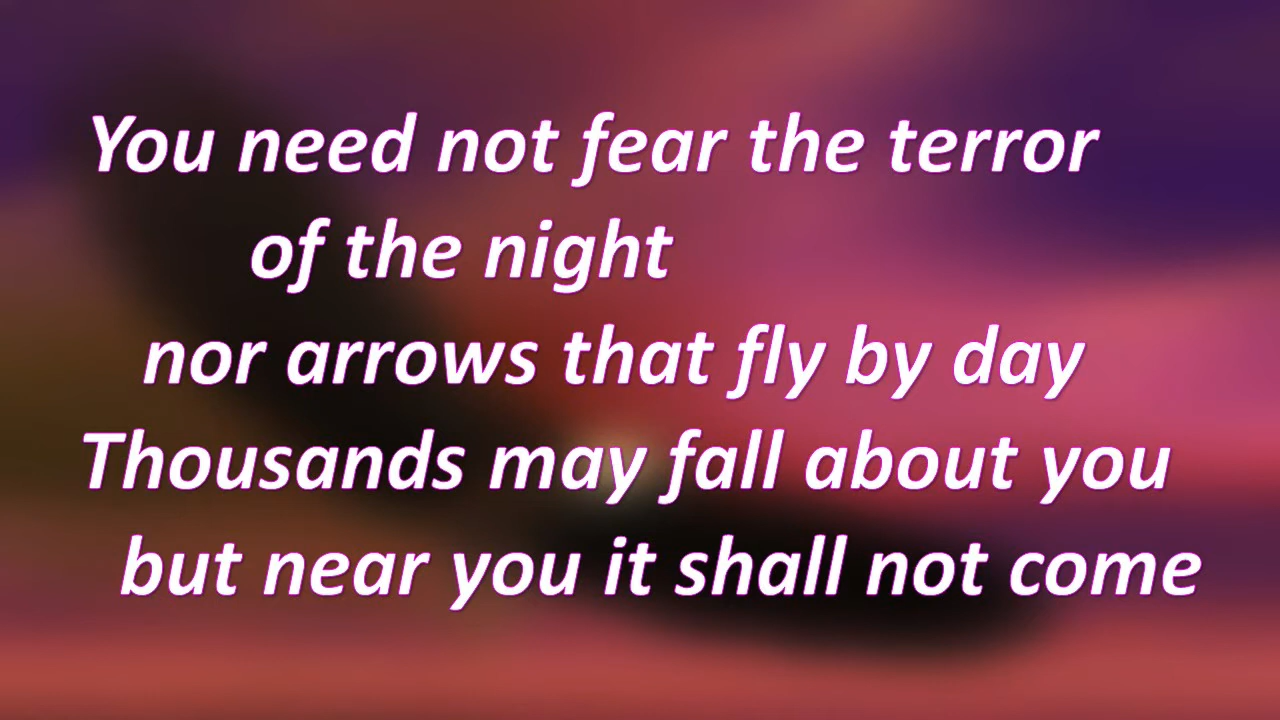 You need not fear the terror
of the night
nor arrows that fly by day
Thousands may fall about you
but near you it shall not come